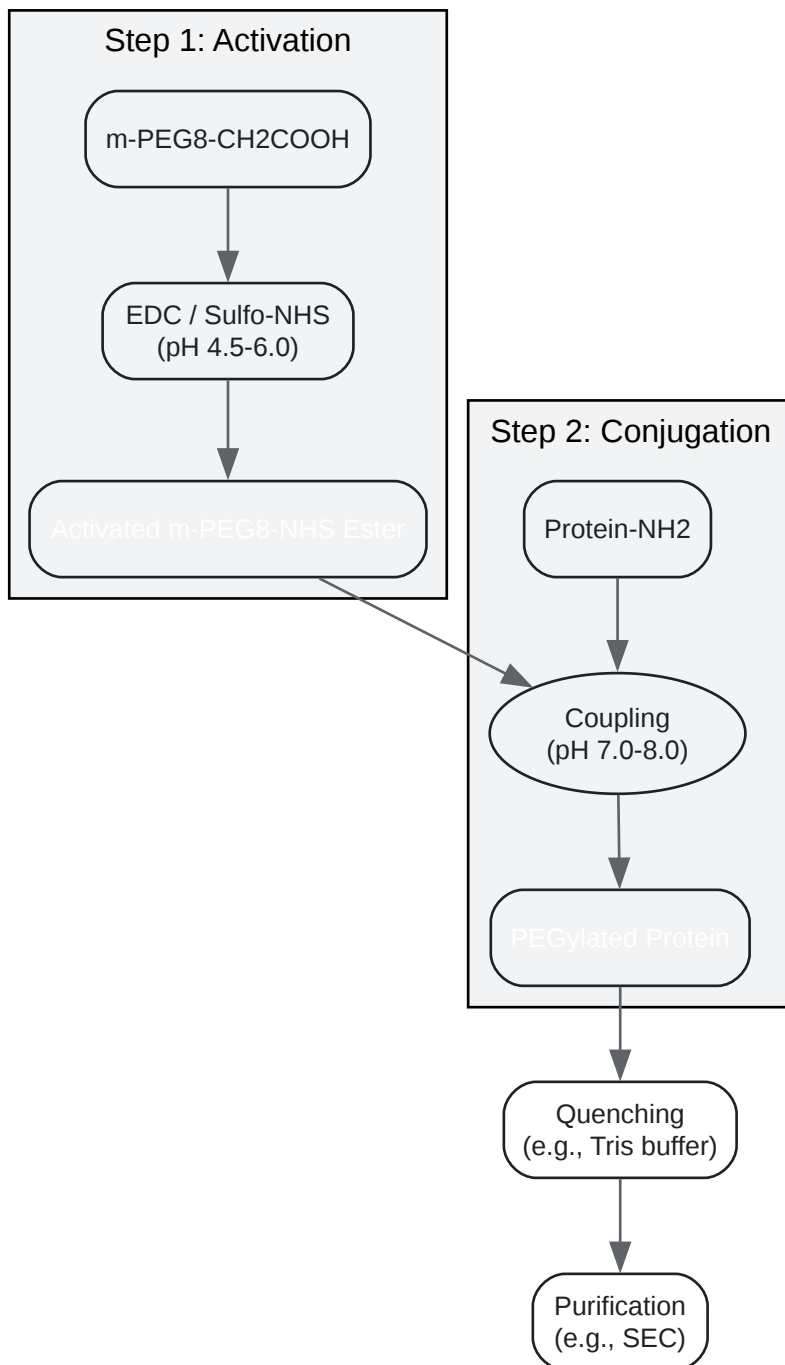 Step 1: Activation
m-PEG8-CH2COOH
EDC / Sulfo-NHS
(pH 4.5-6.0)
Activated m-PEG8-NHS Ester
Step 2: Conjugation
Protein-NH2
Coupling
(pH 7.0-8.0)
PEGylated Protein
Quenching
(e.g., Tris buffer)
Purification
(e.g., SEC)